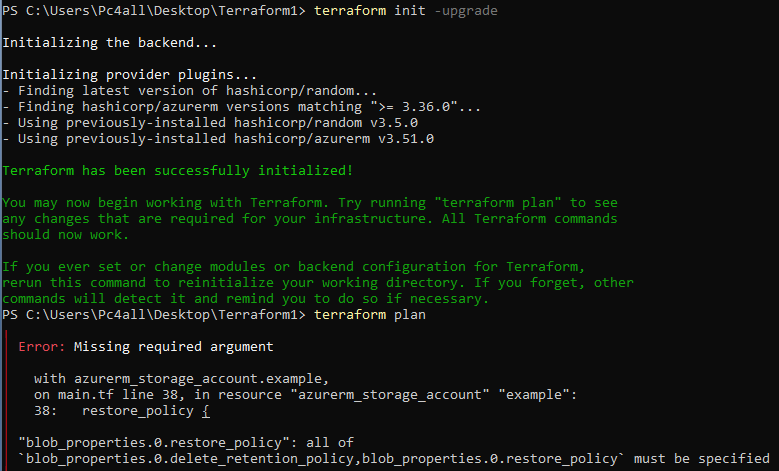 PS C:\Users\Pc4all\Desktop\Terraform1> terraform init -upgrade
Initializing the backend...
Initializing provider plugins...
- Finding latest version of hashicorp/random...
- Finding hashicorp/azurerm versions matching ">= 3.36.0"...
- Using previously-installed hashicorp/random v3.5.0
- Using previously-installed hashicorp/azurerm v3.51.0
Terraform has been successfully initialized!
You may now begin working with Terraform. Try running "terraform plan" to see
any changes that are required for your infrastructure. All Terraform commands
should now work.
If you ever set or change modules or backend configuration for Terraform,
rerun this command to reinitialize your working directory. If you forget, other
commands will detect it and remind you to do so if necessary.
PS C:\Users\Pc4all\Desktop\Terraform1> terraform plan
Error: Missing required argument
with azurerm_storage_account.example,
on main.tf line 38, in resource "azurerm_storage_account" "example":
38:   restore_policy {
"blob_properties.0.restore_policy": all of
`blob_properties.0.delete_retention_policy,blob_properties.0.restore_policy` must be specified